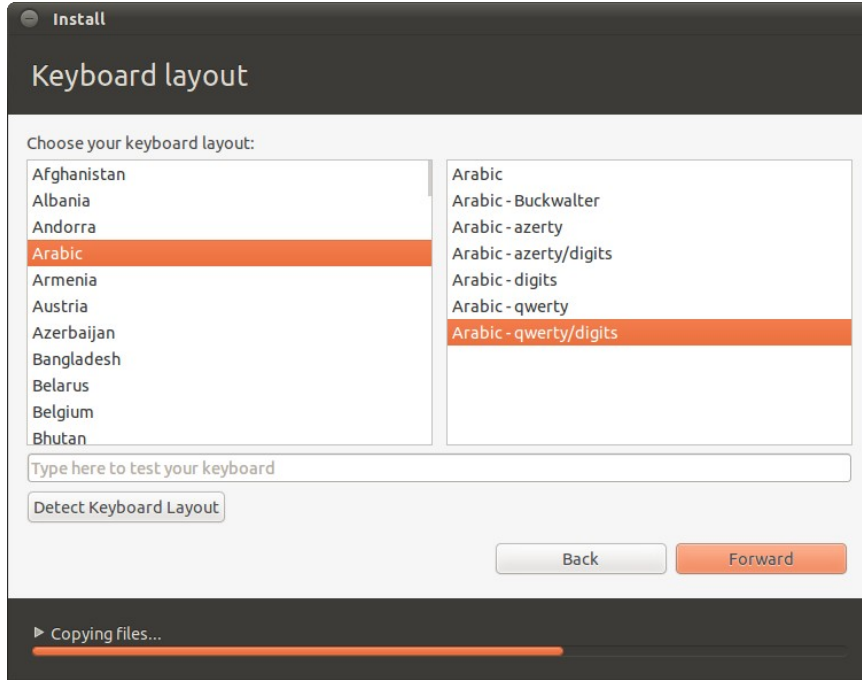 Install
Keyboard layout
Choose your keyboard layout:
Afghanistan
Albania
Andorra
Arabic
Armenia
Austria
Azerbaijan
Bangladesh
Belarus
Belgium
Bhutan
Arabic
Arabic - Buckwalter
Arabic - azerty
Arabic - azerty/digits
Arabic - digits
Arabic - qwerty
Arabic - qwerty/digits
Type here to test your keyboard
Detect Keyboard Layout
Back
Forward
Copying files...